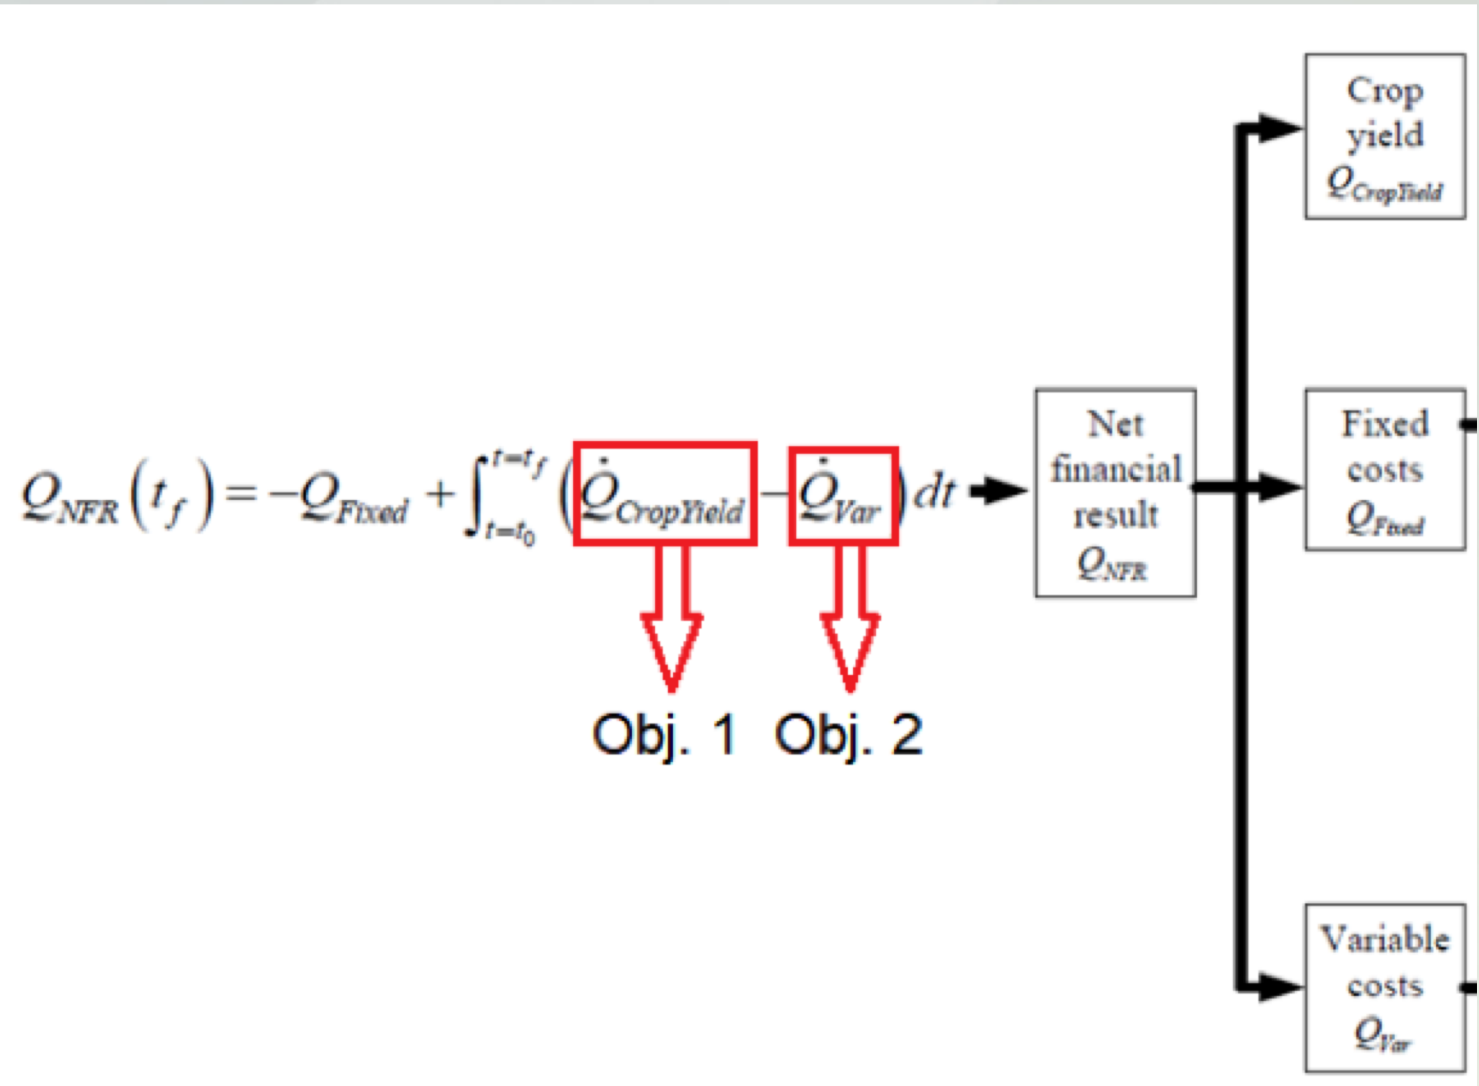 Crop
yield
Q_CropYield
Q_NFR (t_f) = −Q_Fixed + ∫_{t=t_0}^{t=t_f} (Q̇_CropYield − Q̇_Var) dt
Net
financial
result
Q_NFR
Fixed
costs
Q_Fixed
Obj. 1 Obj. 2
Variable
costs
Q_Var